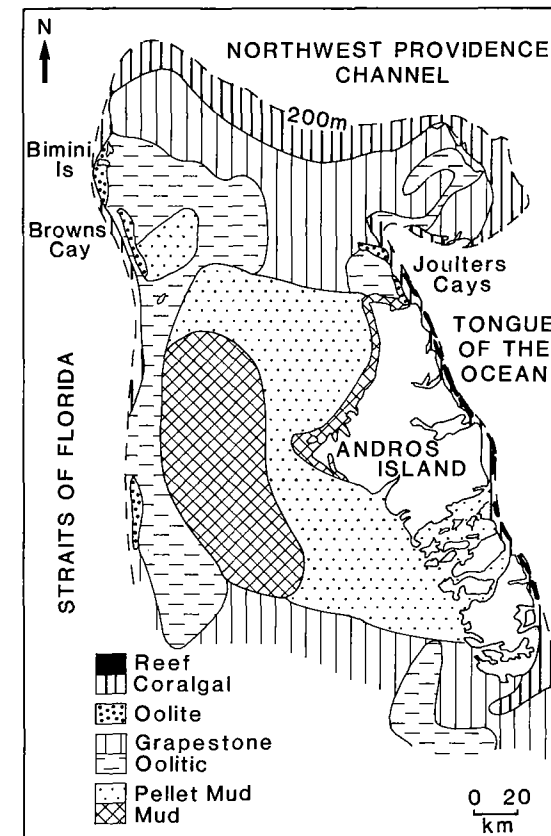 N
NORTHWEST PROVIDENCE
CHANNEL
200m
Bimini
Is
Browns
Cay
Joulters
Cays
TONGUE
OF THE
OCEAN
STRAITS OF FLORIDA
ANDROS
ISLAND
Reef
Coralgal
Oolite
Grapestone
Oolitic
Pellet Mud
Mud
0 20
km